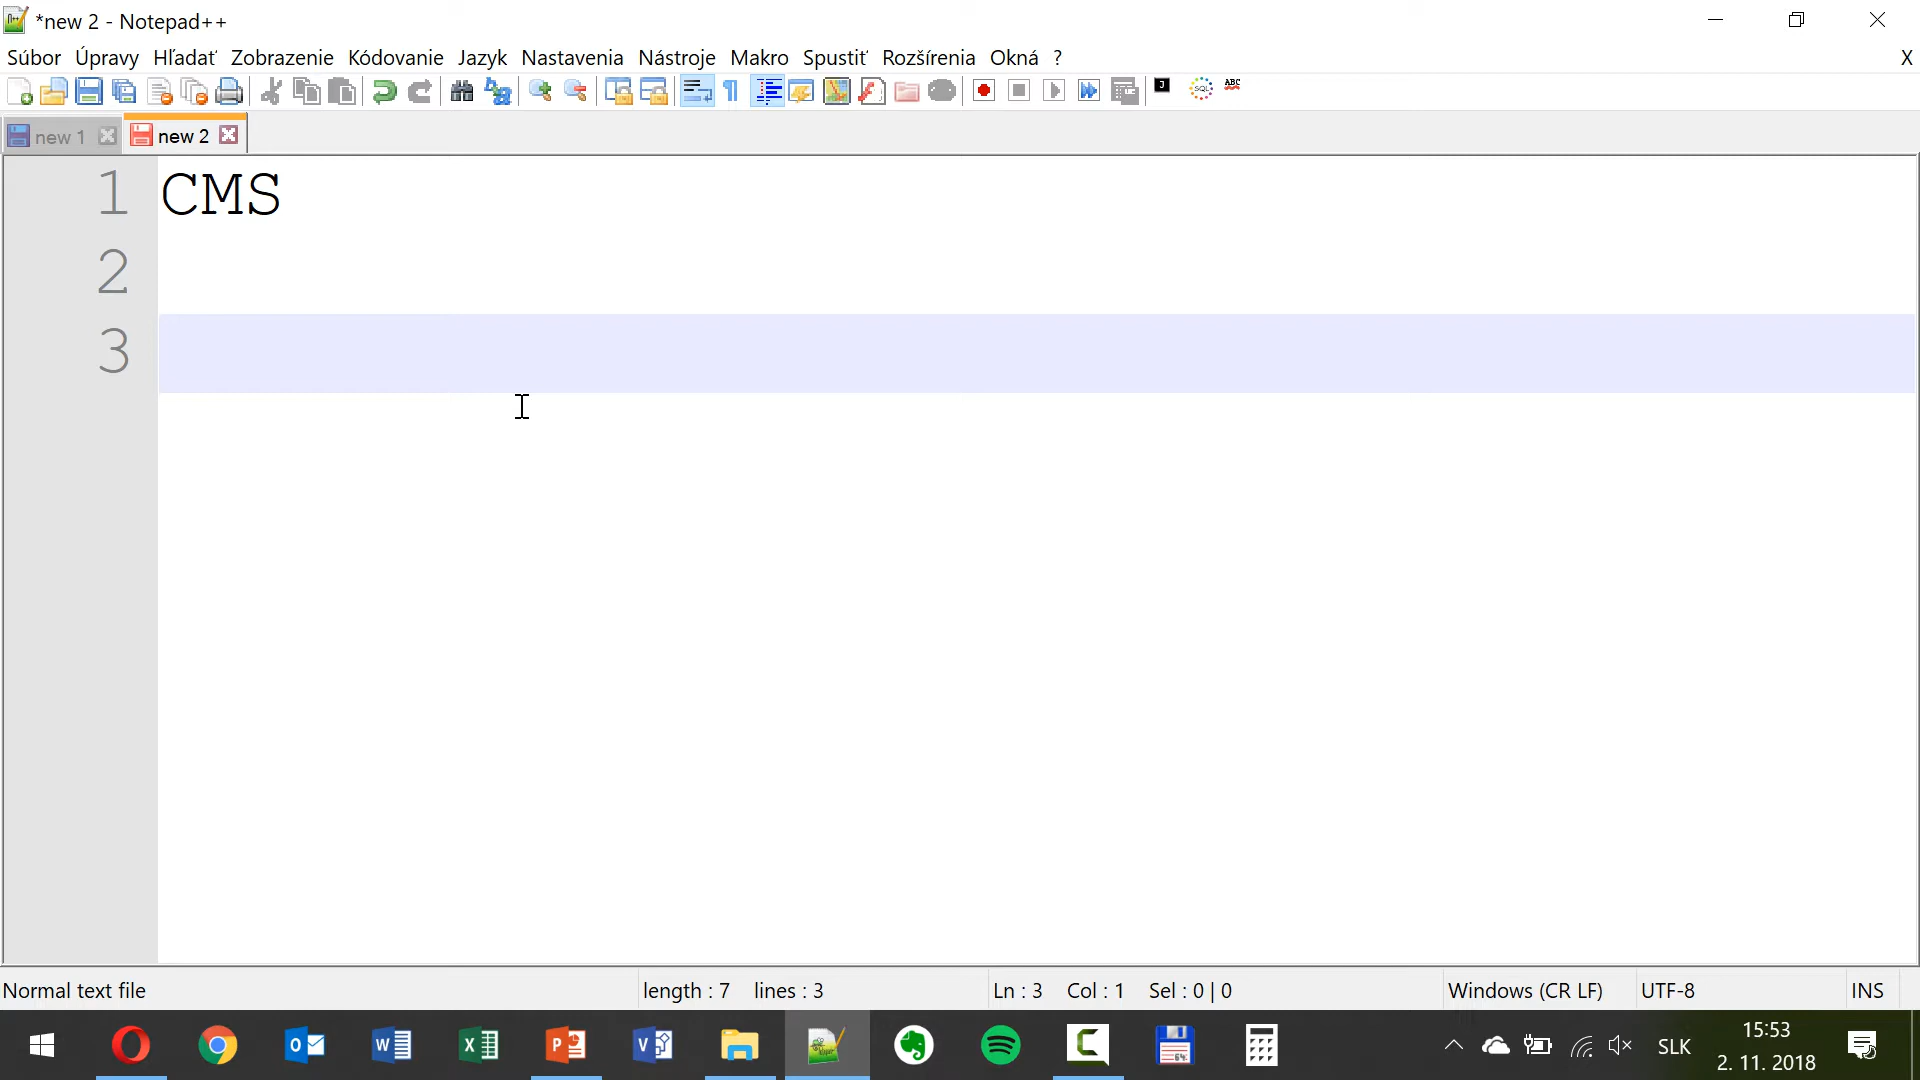 *new 2 - Notepad++
Súbor Úpravy Hľadať Zobrazenie Kódovanie Jazyk Nastavenia Nástroje Makro Spustiť Rozšírenia Okná ? X
new 1 new 2
1 CMS
2
3
Normal text file length : 7 lines : 3 Ln : 3 Col : 1 Sel : 0 | 0 Windows (CR LF) UTF-8 INS
SLK 15:53
2. 11. 2018